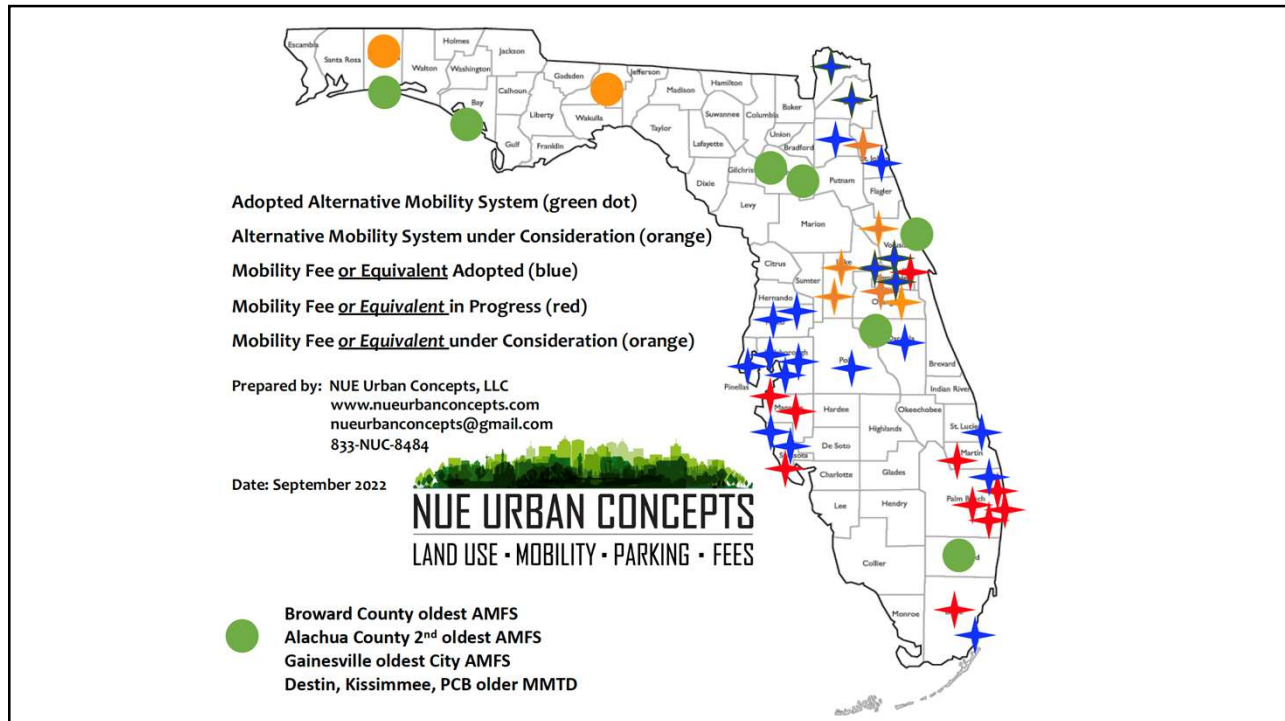 Escambia
Santa Rosa
Holmes
Jackson
Walton
Washington
Bay
Calhoun
Gulf
Liberty
Franklin
Gadsden
Wakulla
Jefferson
Madison
Taylor
Hamilton
Suwannee
Lafayette
Dixie
Columbia
Baker
Union
Bradford
Gilchrist
Levy
Putnam
Flagler
Marion
Citrus
Sumter
Hernando
Pinellas
Brevard
Indian River
Hardee
Okeechobee
Highlands
St. Lucie
De Soto
Martin
Charlotte
Glades
Lee
Hendry
Palm Beach
Collier
Monroe
Adopted Alternative Mobility System (green dot)
Alternative Mobility System under Consideration (orange)
Mobility Fee or Equivalent Adopted (blue)
Mobility Fee or Equivalent in Progress (red)
Mobility Fee or Equivalent under Consideration (orange)
Prepared by: NUE Urban Concepts, LLC
www.nueurbanconcepts.com
nueurbanconcepts@gmail.com
833-NUC-8484
Date: September 2022
NUE URBAN CONCEPTS
LAND USE • MOBILITY • PARKING • FEES
Broward County oldest AMFS
Alachua County 2nd oldest AMFS
Gainesville oldest City AMFS
Destin, Kissimmee, PCB older MMTD